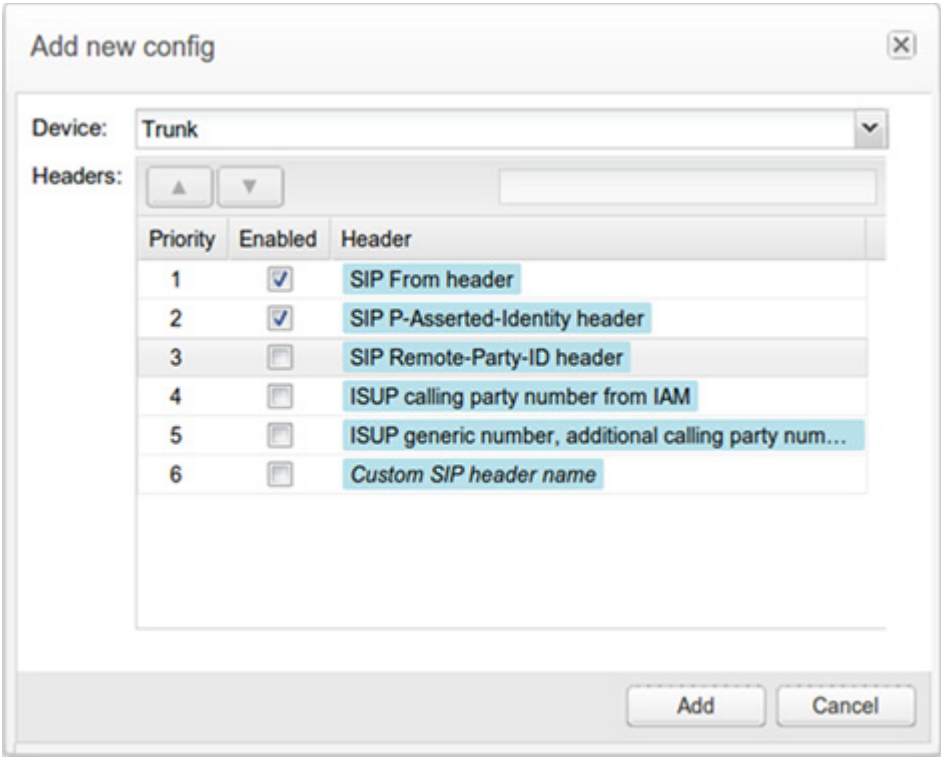 Add new config
Device: Trunk
Headers:
Priority Enabled Header
1 SIP From header
2 SIP P-Asserted-Identity header
3 SIP Remote-Party-ID header
4 ISUP calling party number from IAM
5 ISUP generic number, additional calling party num...
6 Custom SIP header name
Add Cancel